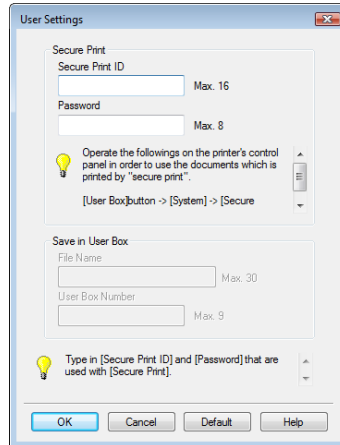 User Settings
Secure Print
Secure Print ID
Max. 16
Password
Max. 8
Operate the followings on the printer's control
panel in order to use the documents which is
printed by "secure print".
[User Box]button -> [System] -> [Secure
Save in User Box
File Name
Max. 30
User Box Number
Max. 9
Type in [Secure Print ID] and [Password] that are
used with [Secure Print].
OK
Cancel
Default
Help